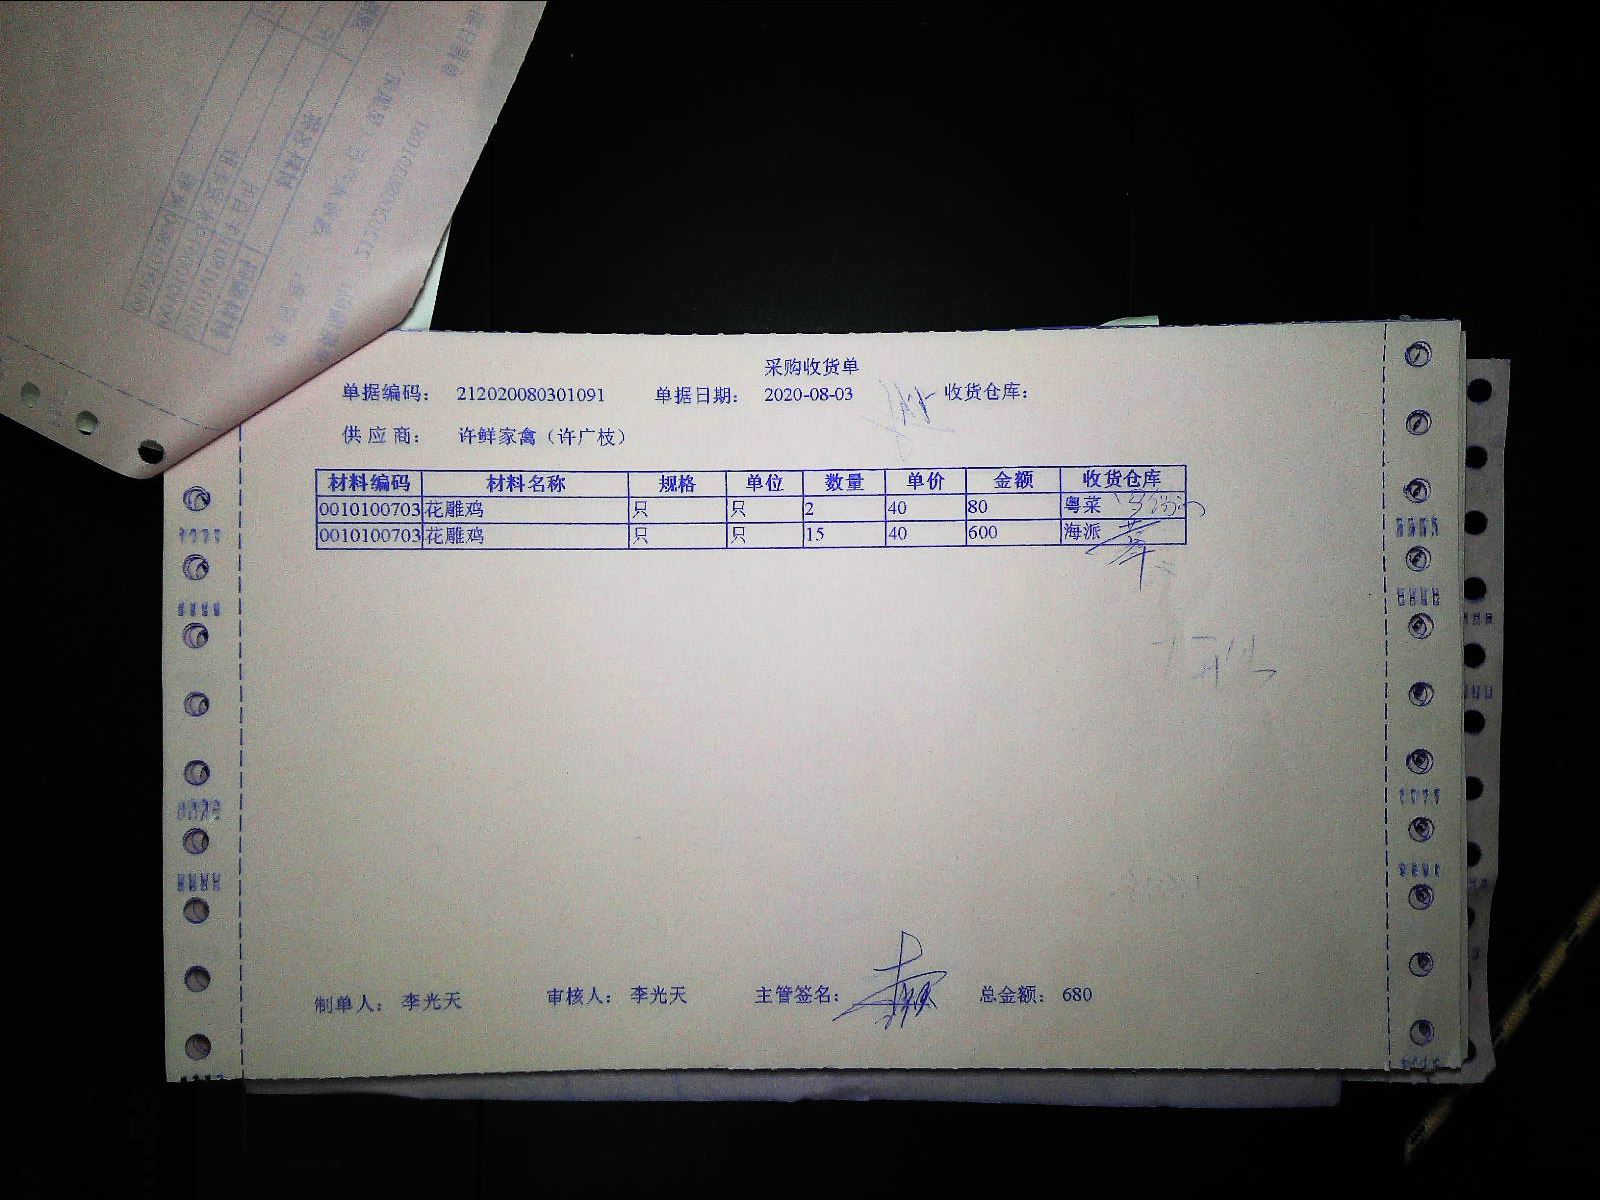 采购收货单
单据编码： 212020080301091 单据日期： 2020-08-03 收货仓库：
供 应 商： 许鲜家禽（许广枝）
材料编码 材料名称 规格 单位 数量 单价 金额 收货仓库
0010100703 花雕鸡 只 只 2 40 80 粤菜
0010100703 花雕鸡 只 只 15 40 600 海派
制单人： 李光天 审核人： 李光天 主管签名： 总金额： 680